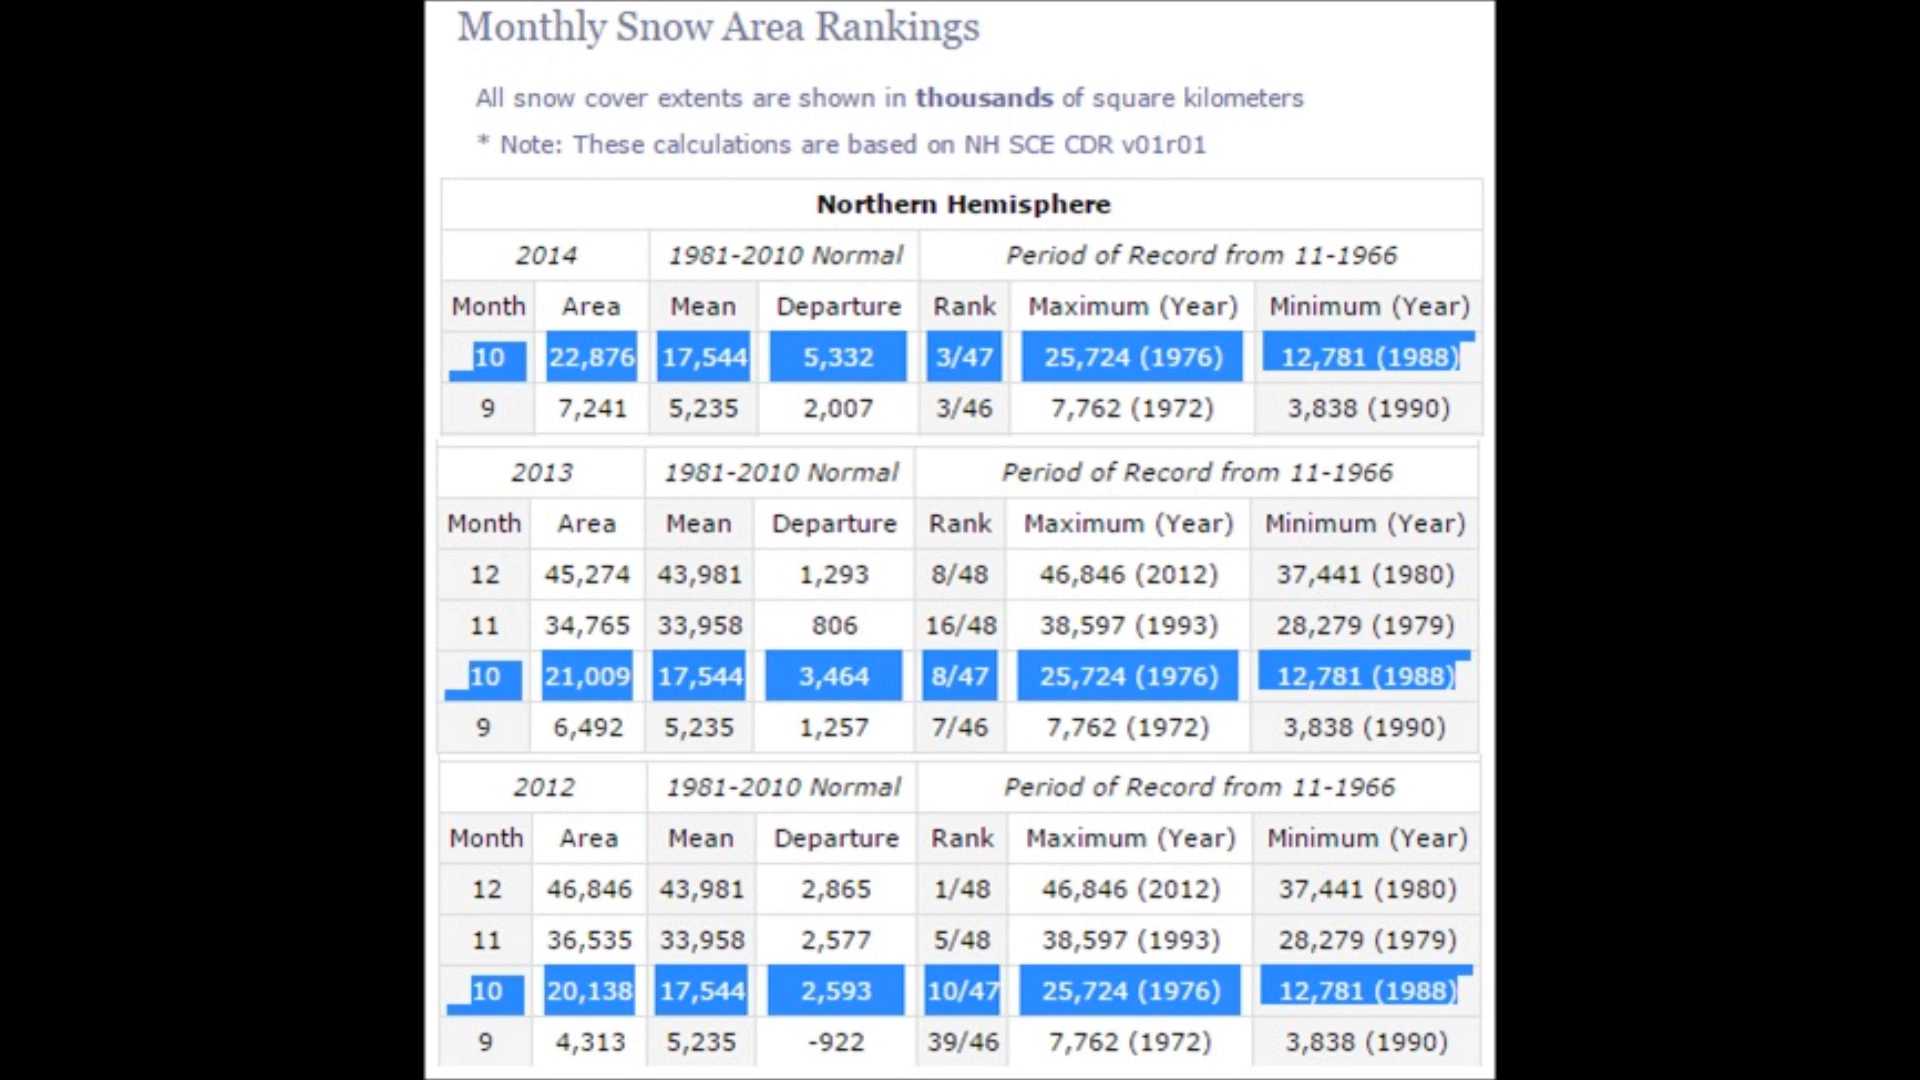 Monthly Snow Area Rankings
All snow cover extents are shown in thousands of square kilometers
* Note: These calculations are based on NH SCE CDR v01r01
Northern Hemisphere
2014 1981-2010 Normal Period of Record from 11-1966
Month Area Mean Departure Rank Maximum (Year) Minimum (Year)
10 22,876 17,544 5,332 3/47 25,724 (1976) 12,781 (1988)
9 7,241 5,235 2,007 3/46 7,762 (1972) 3,838 (1990)
2013 1981-2010 Normal Period of Record from 11-1966
Month Area Mean Departure Rank Maximum (Year) Minimum (Year)
12 45,274 43,981 1,293 8/48 46,846 (2012) 37,441 (1980)
11 34,765 33,958 806 16/48 38,597 (1993) 28,279 (1979)
10 21,009 17,544 3,464 8/47 25,724 (1976) 12,781 (1988)
9 6,492 5,235 1,257 7/46 7,762 (1972) 3,838 (1990)
2012 1981-2010 Normal Period of Record from 11-1966
Month Area Mean Departure Rank Maximum (Year) Minimum (Year)
12 46,846 43,981 2,865 1/48 46,846 (2012) 37,441 (1980)
11 36,535 33,958 2,577 5/48 38,597 (1993) 28,279 (1979)
10 20,138 17,544 2,593 10/47 25,724 (1976) 12,781 (1988)
9 4,313 5,235 -922 39/46 7,762 (1972) 3,838 (1990)